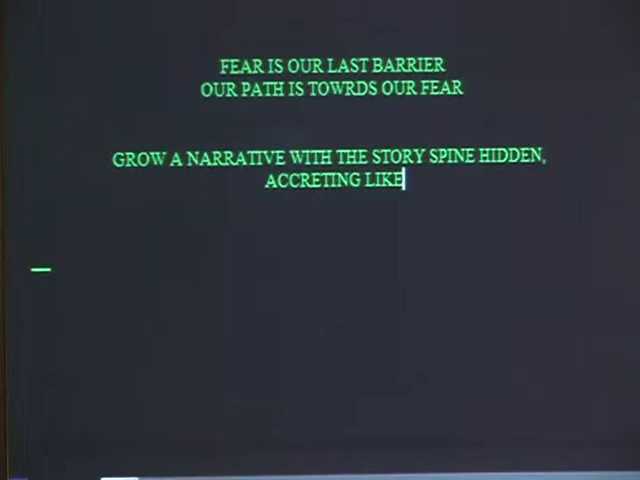 FEAR IS OUR LAST BARRIER
OUR PATH IS TOWRDS OUR FEAR
GROW A NARRATIVE WITH THE STORY SPINE HIDDEN,
ACCRETING LIKE